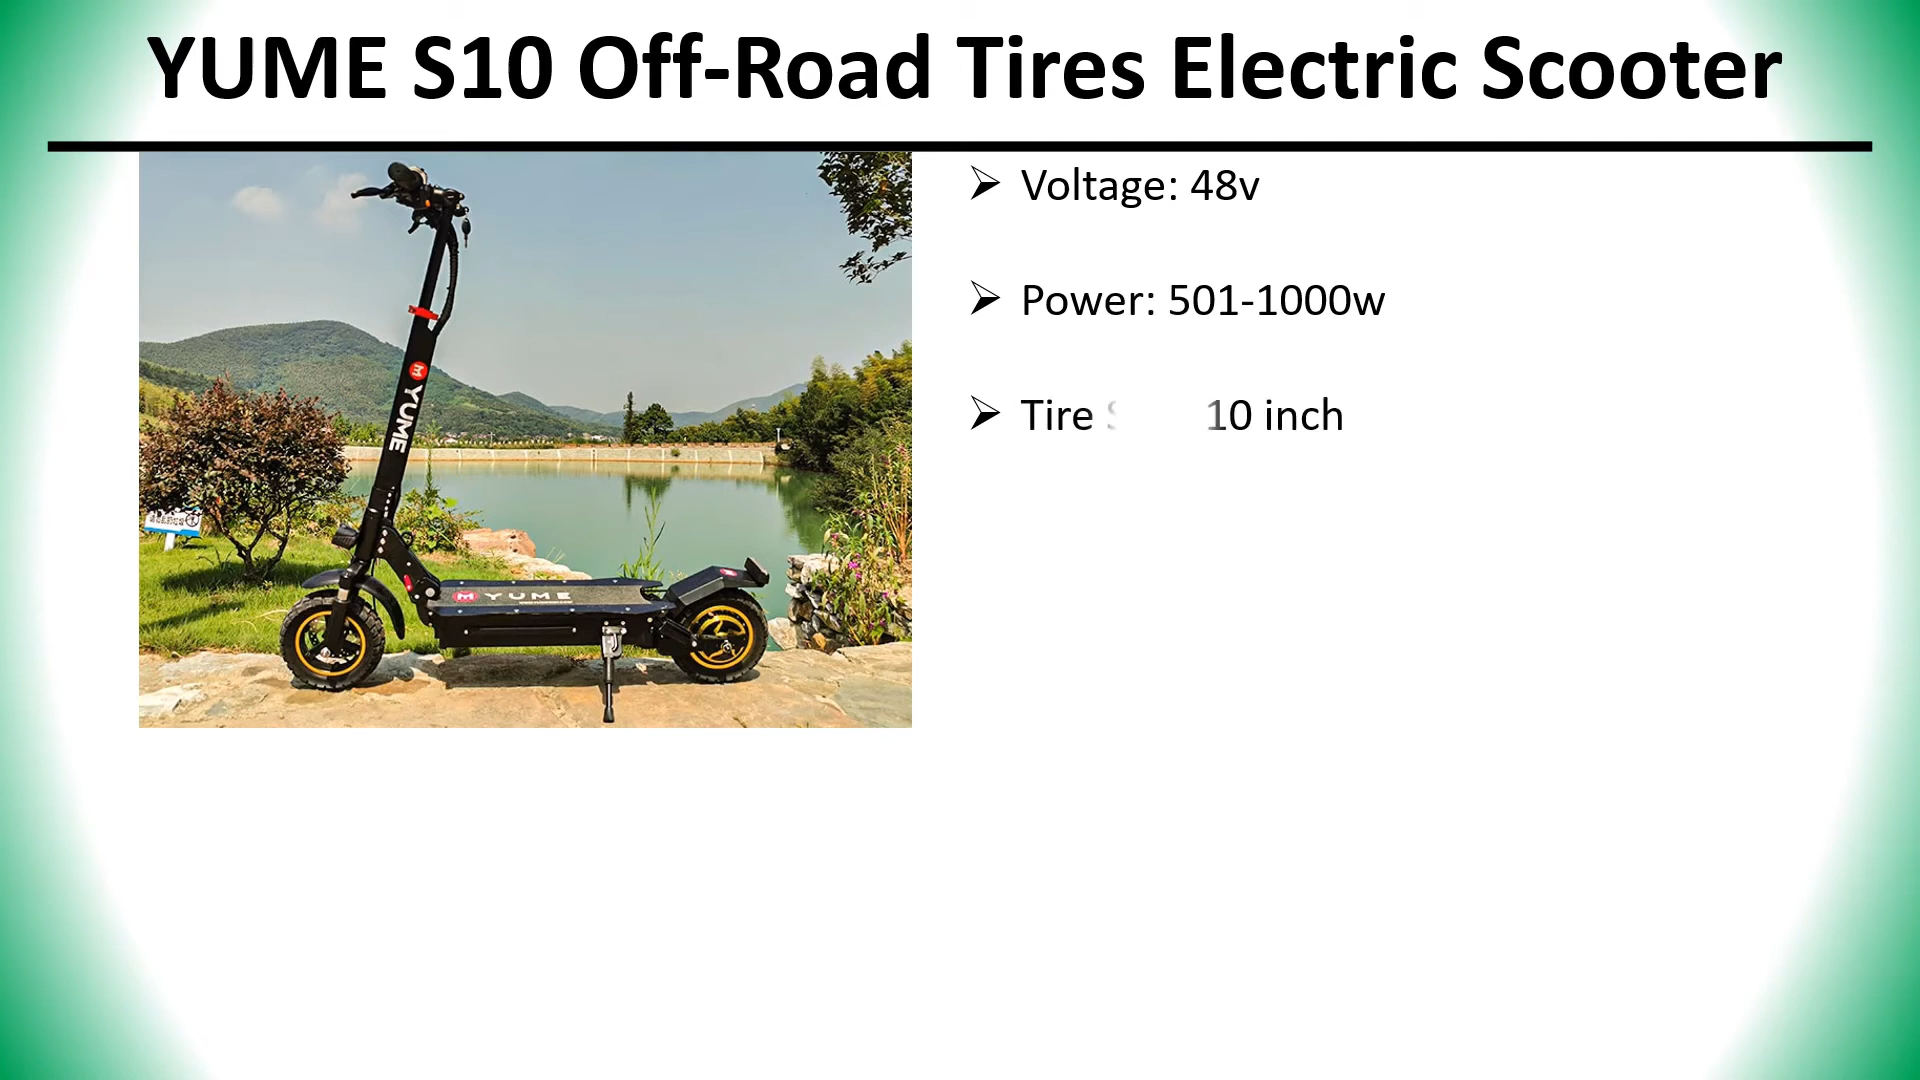 YUME S10 Off-Road Tires Electric Scooter
Voltage: 48v
Power: 501-1000w
Tire 10 inch
YUME
YUME